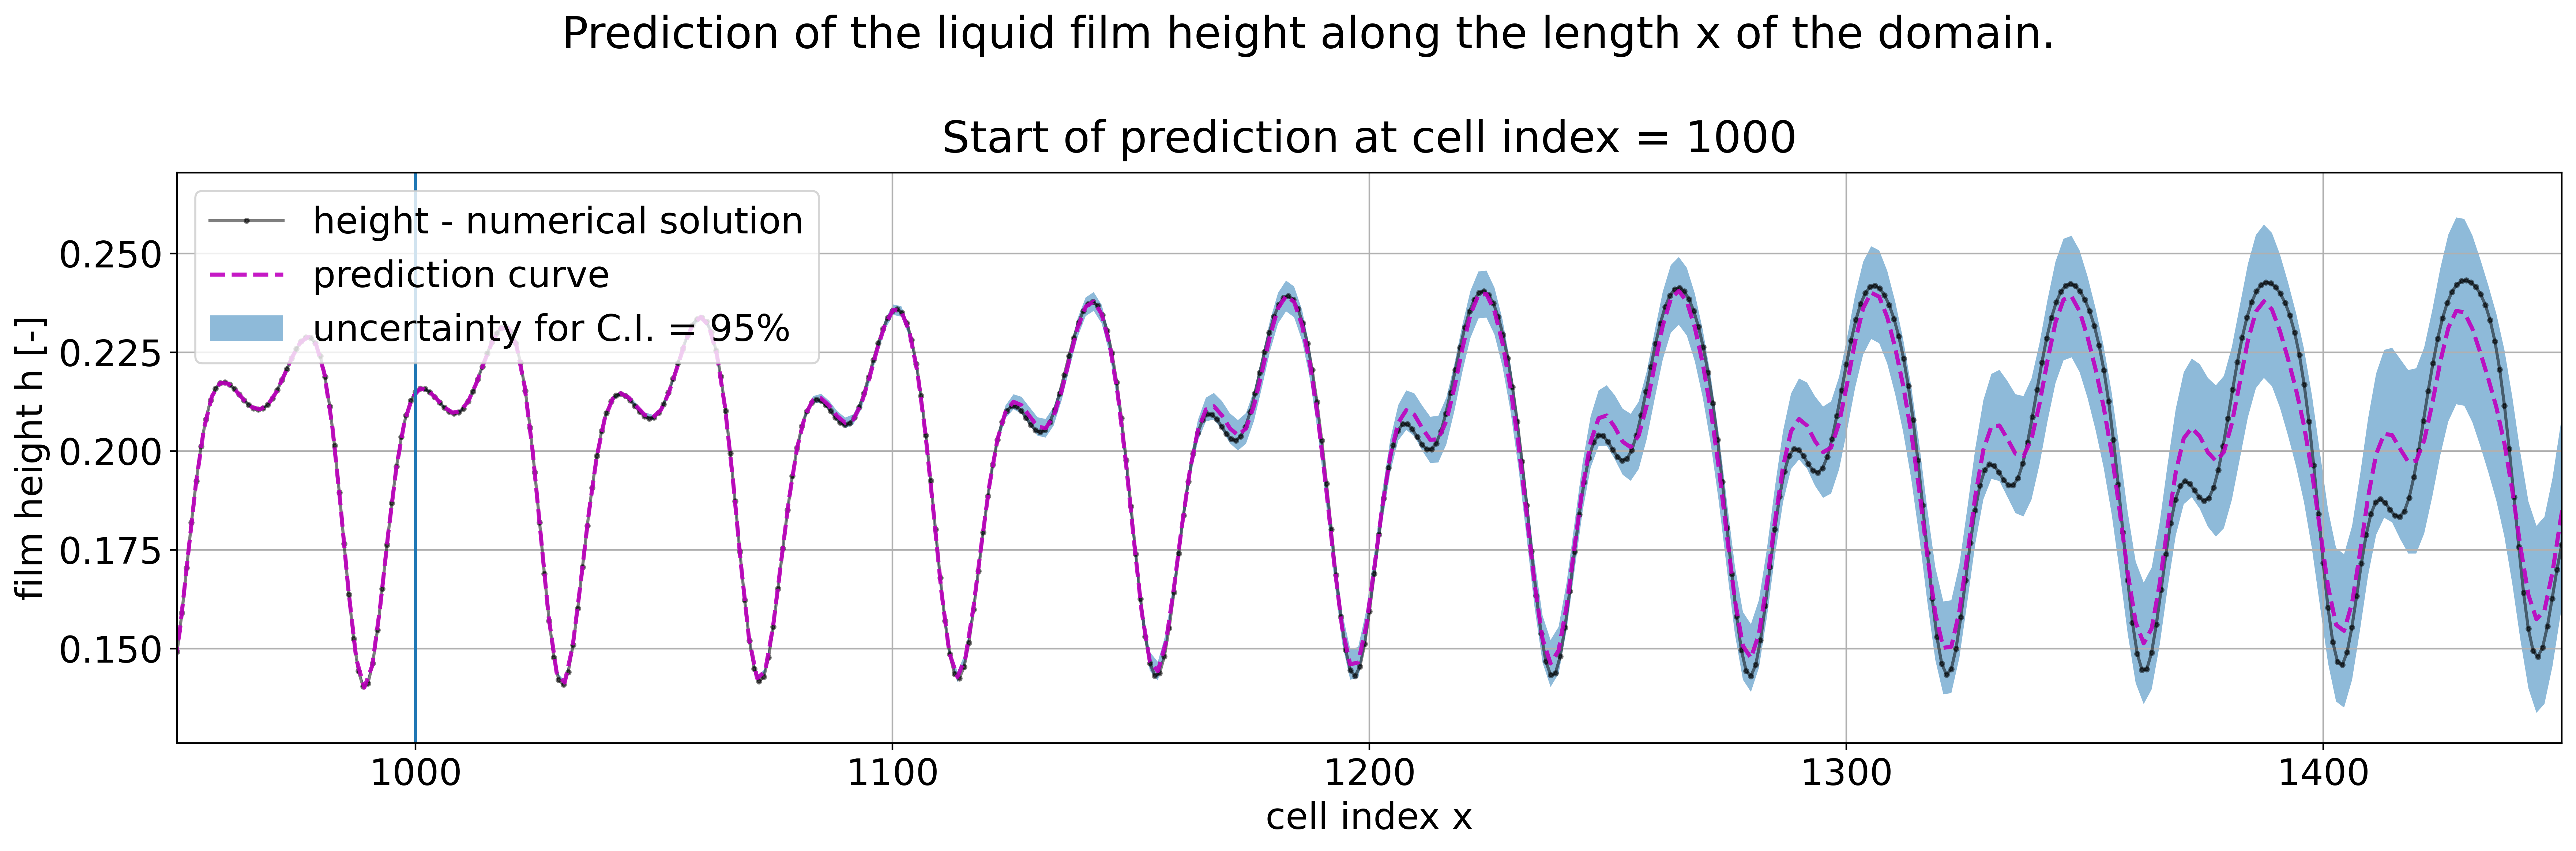 Prediction of the liquid film height along the length x of the domain.
Start of prediction at cell index = 1000
height - numerical solution
prediction curve
uncertainty for C.I. = 95%
film height h [-]
0.250
0.225
0.200
0.175
0.150
1000
1100
1200
1300
1400
cell index x